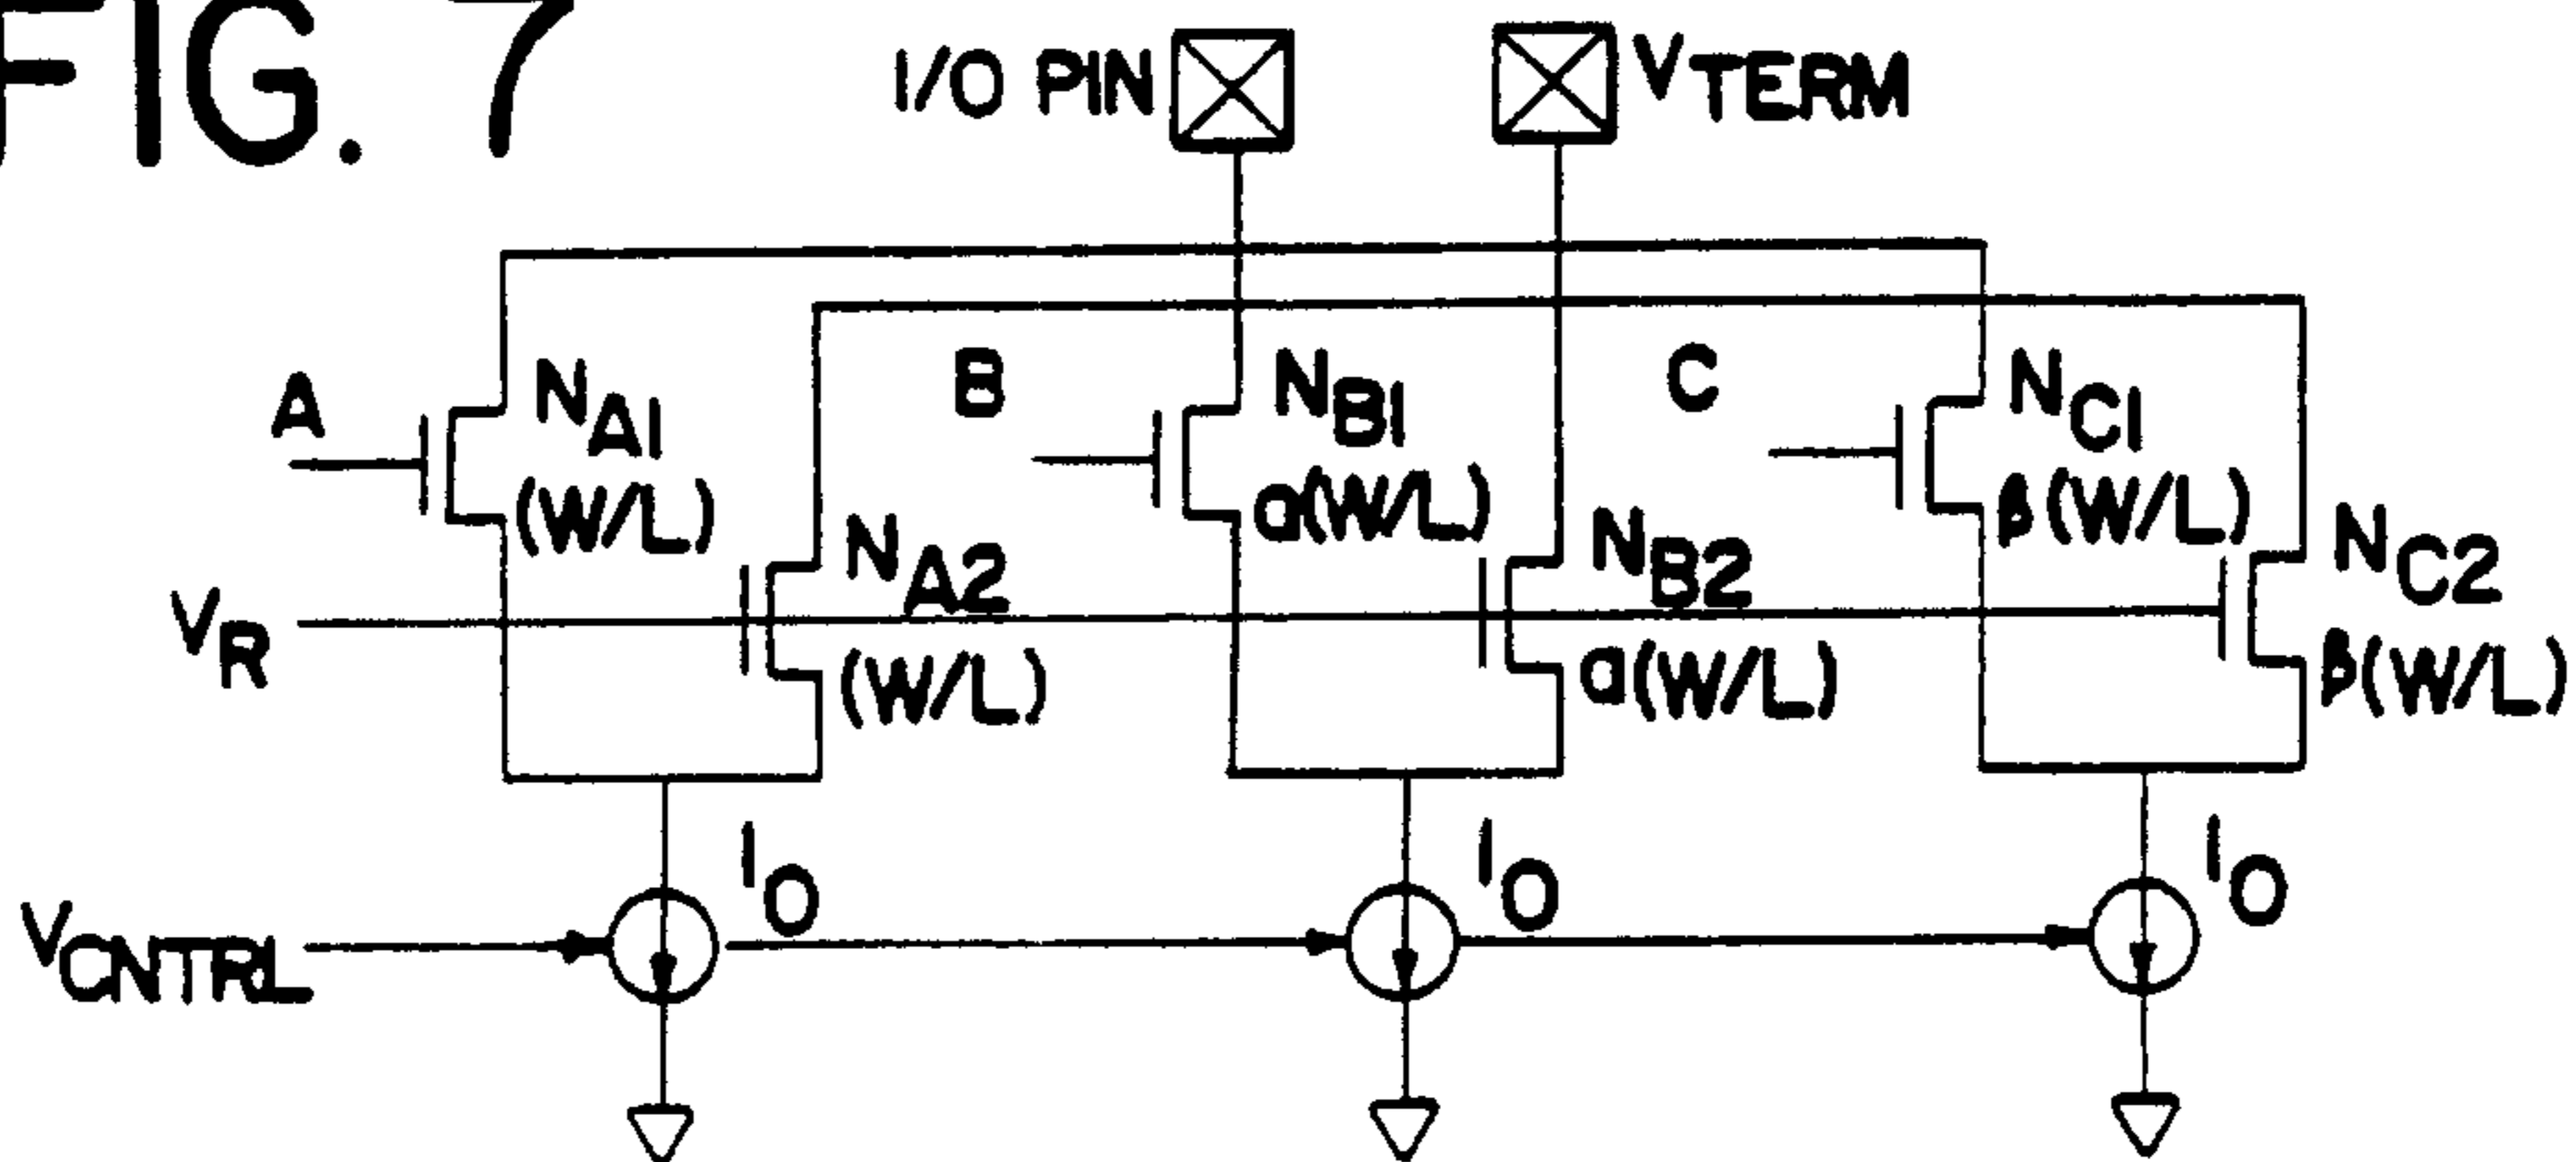 FIG. 7
I/O PIN
VTERM
A
NA1
(W/L)
B
NB1
α(W/L)
C
NC1
β(W/L)
VR
NA2
(W/L)
NB2
α(W/L)
NC2
β(W/L)
IO
IO
IO
VCNTRL